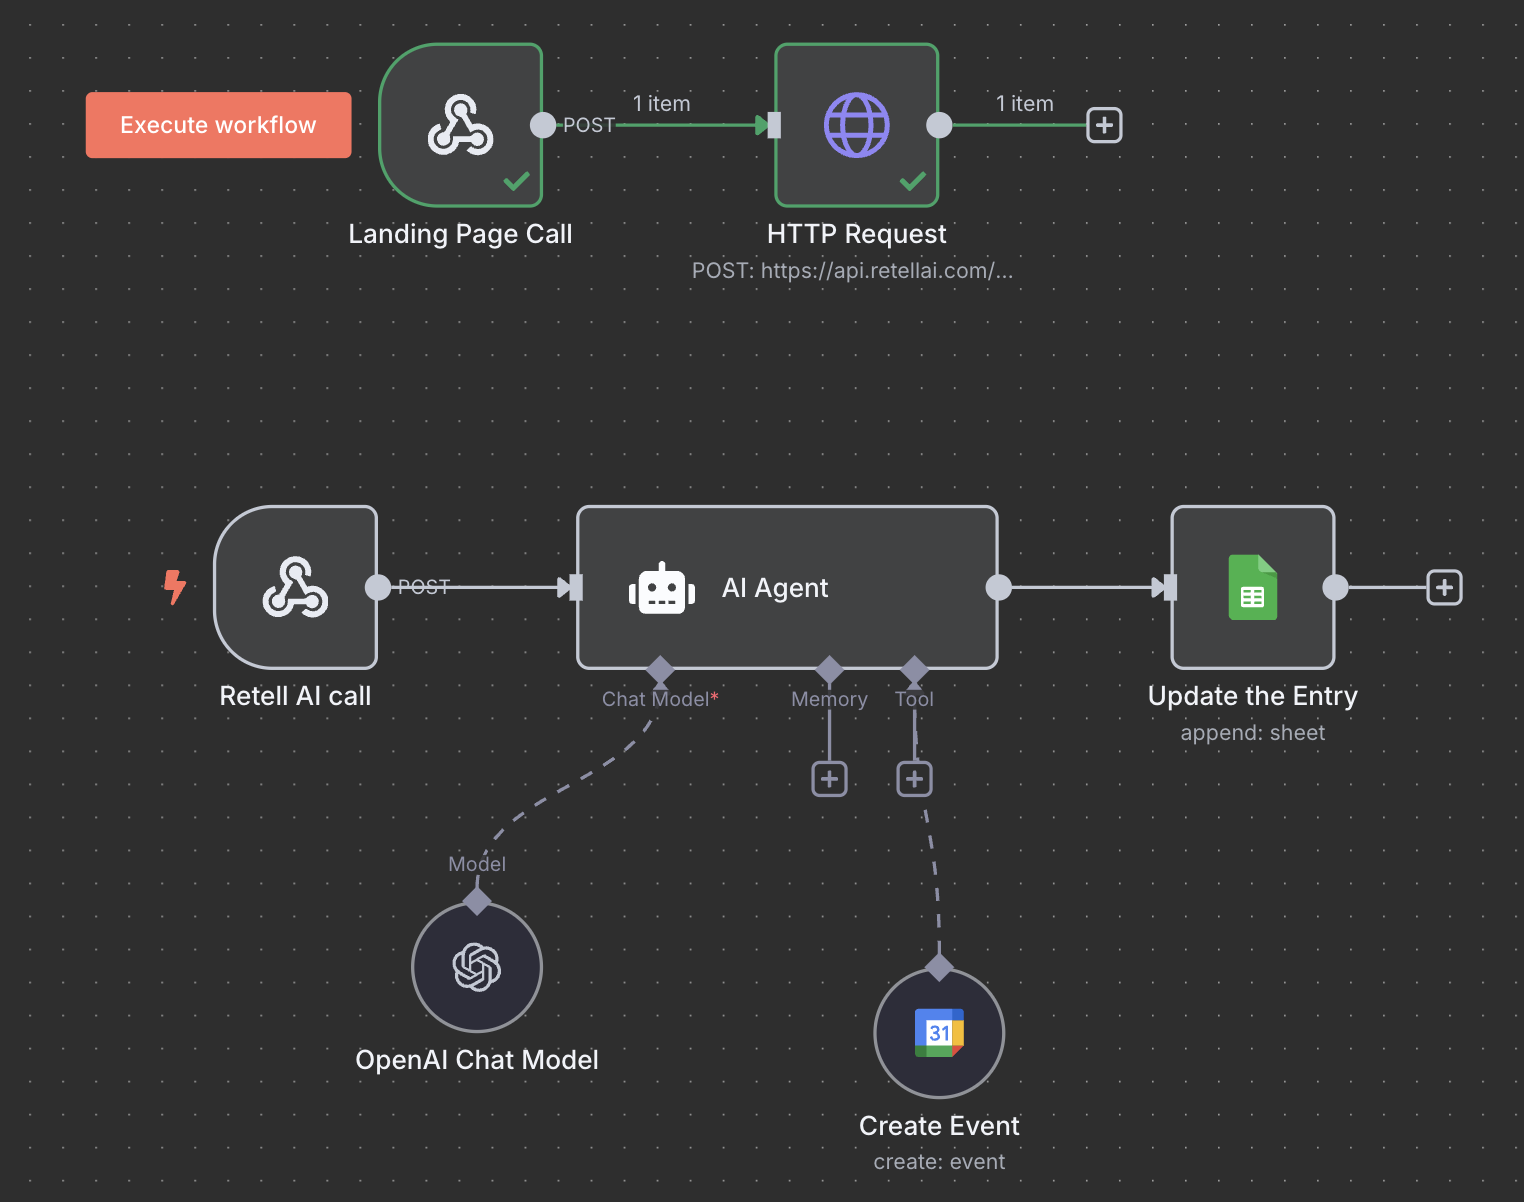 Execute workflow
POST
1 item
1 item
Landing Page Call
HTTP Request
POST: https://api.retellai.com/...
POST
AI Agent
Retell AI call
Chat Model*
Memory
Tool
Update the Entry
append: sheet
Model
OpenAI Chat Model
31
Create Event
create: event